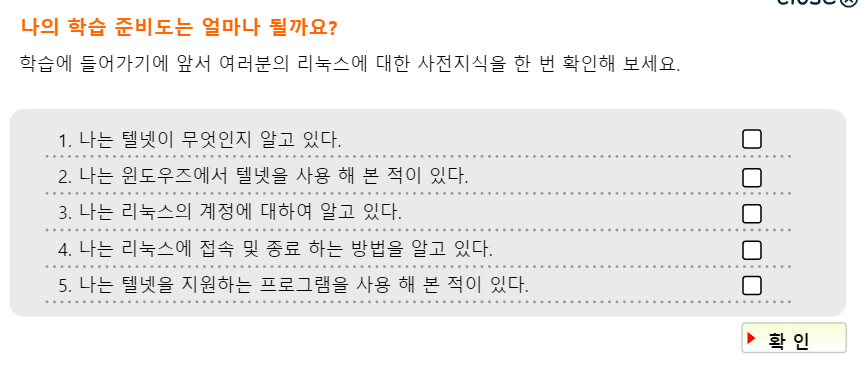 close
나의 학습 준비도는 얼마나 될까요?
학습에 들어가기에 앞서 여러분의 리눅스에 대한 사전지식을 한 번 확인해 보세요.
1. 나는 텔넷이 무엇인지 알고 있다.
2. 나는 윈도우즈에서 텔넷을 사용 해 본 적이 있다.
3. 나는 리눅스의 계정에 대하여 알고 있다.
4. 나는 리눅스에 접속 및 종료 하는 방법을 알고 있다.
5. 나는 텔넷을 지원하는 프로그램을 사용 해 본 적이 있다.
확 인